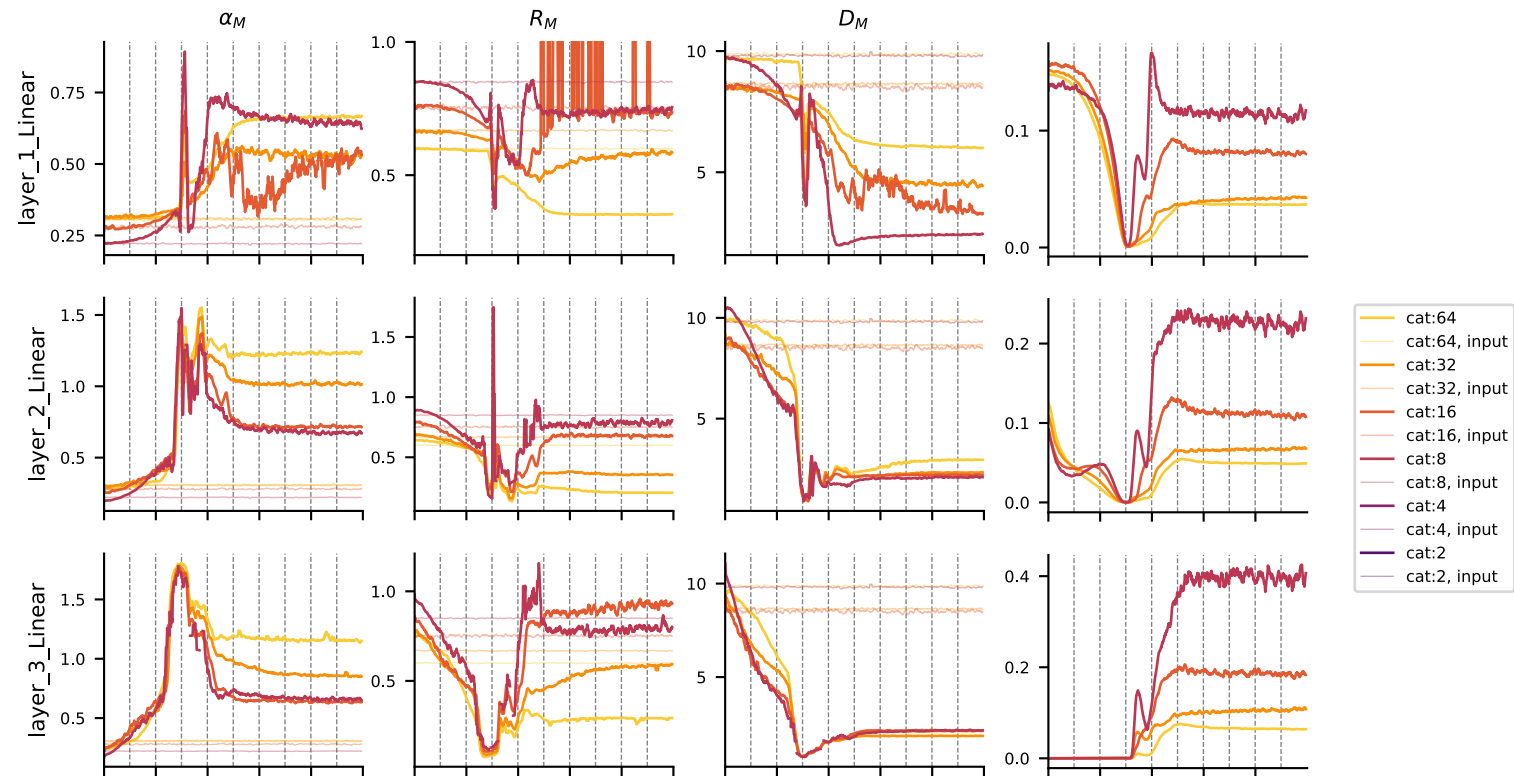 α_M
R_M
D_M
layer_1_Linear
0.75
0.50
0.25
1.0
0.5
10
5
0.1
0.0
layer_2_Linear
1.5
1.0
0.5
1.5
1.0
0.5
10
5
0.2
0.1
0.0
layer_3_Linear
1.5
1.0
0.5
1.0
0.5
10
5
0.4
0.2
0.0
cat:64
cat:64, input
cat:32
cat:32, input
cat:16
cat:16, input
cat:8
cat:8, input
cat:4
cat:4, input
cat:2
cat:2, input